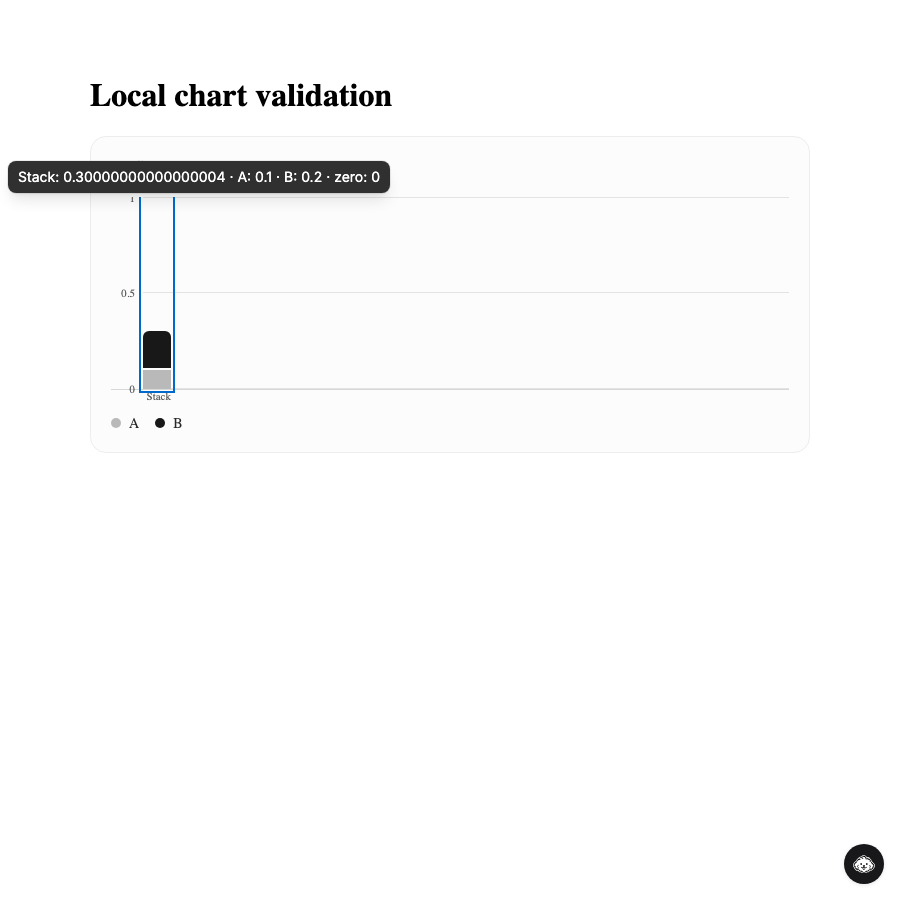 Local chart validation
Stack: 0.30000000000000004 · A: 0.1 · B: 0.2 · zero: 0
1
0.5
0
Stack
A B